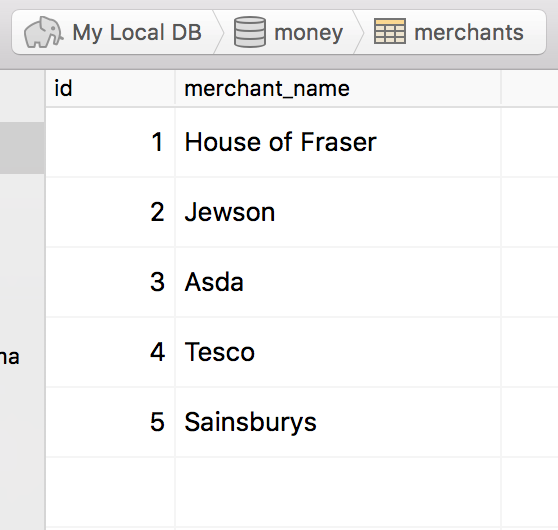 My Local DB money merchants
id merchant_name
1 House of Fraser
2 Jewson
3 Asda
na
4 Tesco
5 Sainsburys